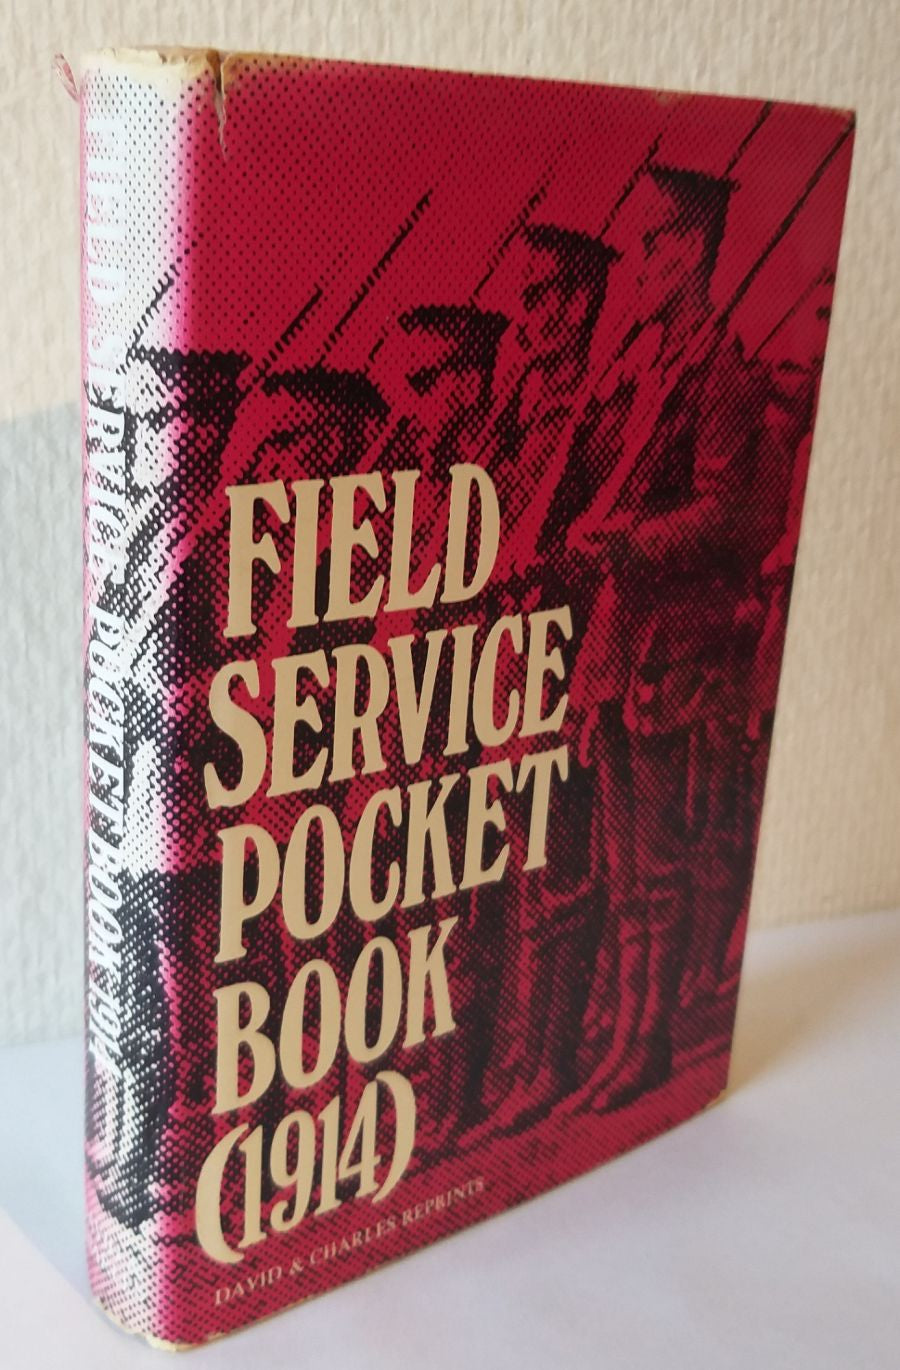 FIELD SERVICE POCKET BOOK 1914
FIELD
SERVICE
POCKET
BOOK
(1914)
DAVID & CHARLES REPRINTS